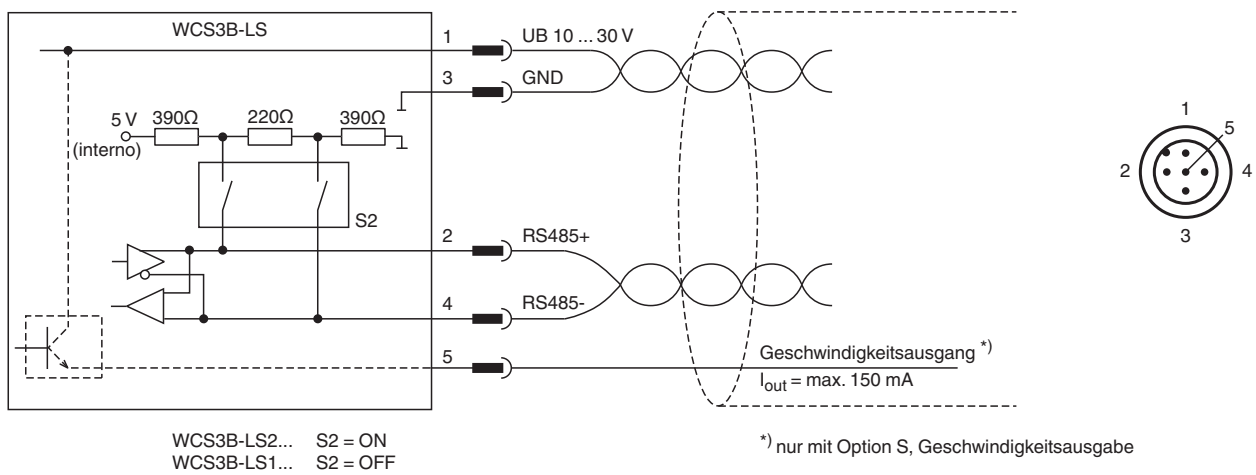 WCS3B-LS
1
UB 10 ... 30 V
3
GND
5 V
(interno)
390Ω
220Ω
390Ω
S2
2
RS485+
4
RS485-
5
Geschwindigkeitsausgang *)
Iout = max. 150 mA
1
5
2
4
3
WCS3B-LS2... S2 = ON
WCS3B-LS1... S2 = OFF
*) nur mit Option S, Geschwindigkeitsausgabe